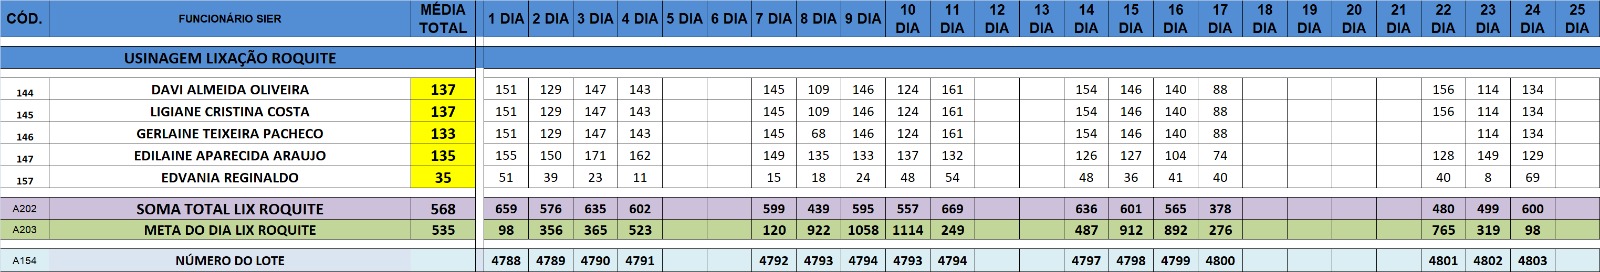 CÓD. FUNCIONÁRIO SIER MÉDIA TOTAL 1 DIA 2 DIA 3 DIA 4 DIA 5 DIA 6 DIA 7 DIA 8 DIA 9 DIA 10 DIA 11 DIA 12 DIA 13 DIA 14 DIA 15 DIA 16 DIA 17 DIA 18 DIA 19 DIA 20 DIA 21 DIA 22 DIA 23 DIA 24 DIA 25 DIA
USINAGEM LIXAÇÃO ROQUITE
144 DAVI ALMEIDA OLIVEIRA 137 151 129 147 143 145 109 146 124 161 154 146 140 88 156 114 134
145 LIGIANE CRISTINA COSTA 137 151 129 147 143 145 109 146 124 161 154 146 140 88 156 114 134
146 GERLAINE TEIXEIRA PACHECO 133 151 129 147 143 145 68 146 124 161 154 146 140 88 114 134
147 EDILAINE APARECIDA ARAUJO 135 155 150 171 162 149 135 133 137 132 126 127 104 74 128 149 129
157 EDVANIA REGINALDO 35 51 39 23 11 15 18 24 48 54 48 36 41 40 40 8 69
A202 SOMA TOTAL LIX ROQUITE 568 659 576 635 602 599 439 595 557 669 636 601 565 378 480 499 600
A203 META DO DIA LIX ROQUITE 535 98 356 365 523 120 922 1058 1114 249 487 912 892 276 765 319 98
A154 NÚMERO DO LOTE 4788 4789 4790 4791 4792 4793 4794 4793 4794 4797 4798 4799 4800 4801 4802 4803